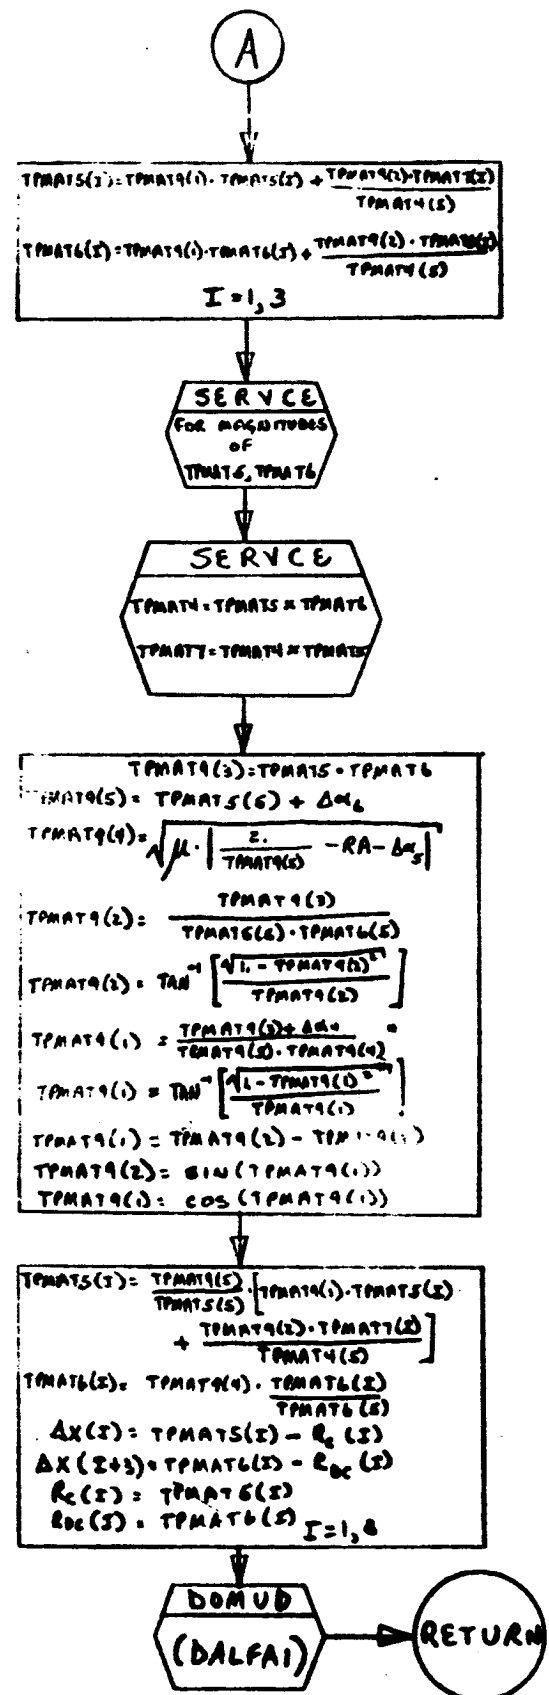 A
TPMAT5(I)=TPMAT9(1)·TPMAT5(I) + TPMAT9(2)·TPMAT7(I)
TPMAT4(5)
TPMAT6(I)=TPMAT9(1)·TPMAT6(I) + TPMAT9(2)·TPMAT8(I)
TPMAT4(5)
I = 1, 3
SERVCE
FOR MAGNITUDES
OF
TPMAT5, TPMAT6
SERVCE
TPMAT4 = TPMAT5 × TPMAT6
TPMAT7 = TPMAT4 × TPMAT5
TPMAT9(3) = TPMAT5 · TPMAT6
TPMAT9(5) = TPMAT5(5) + Δα6
TPMAT9(4) = √μ · | 2. / TPMAT9(5) - RA - Δα5 |
TPMAT9(2) = TPMAT9(3)
TPMAT5(5) · TPMAT6(5)
TPMAT9(2) = TAN⁻¹ [ √1. - TPMAT9(2)² / TPMAT9(2) ]
TPMAT9(1) = TPMAT9(3) + Δα4
TPMAT9(5) · TPMAT9(4)
TPMAT9(1) = TAN⁻¹ [ √1 - TPMAT9(1)² / TPMAT9(1) ]
TPMAT9(1) = TPMAT9(2) - TPMAT9(1)
TPMAT9(2) = SIN (TPMAT9(1))
TPMAT9(1) = COS (TPMAT9(1))
TPMAT5(I) = TPMAT9(5) / TPMAT5(5) · [TPMAT9(1) · TPMAT5(I)
+ TPMAT9(2) · TPMAT7(I) / TPMAT4(5) ]
TPMAT6(I) = TPMAT9(4) · TPMAT6(I)
TPMAT6(5)
ΔX(I) = TPMAT5(I) - Rc(I)
ΔX(I+3) = TPMAT6(I) - RDC(I)
Rc(I) = TPMAT5(I)
RDC(I) = TPMAT6(I) I=1,
DOMUD
(DALFA1)
RETURN